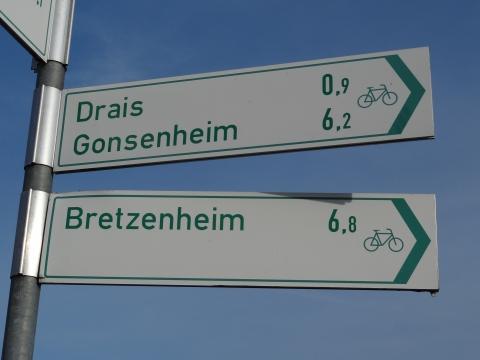 Drais 0,9
Gonsenheim 6,2
Bretzenheim 6,8